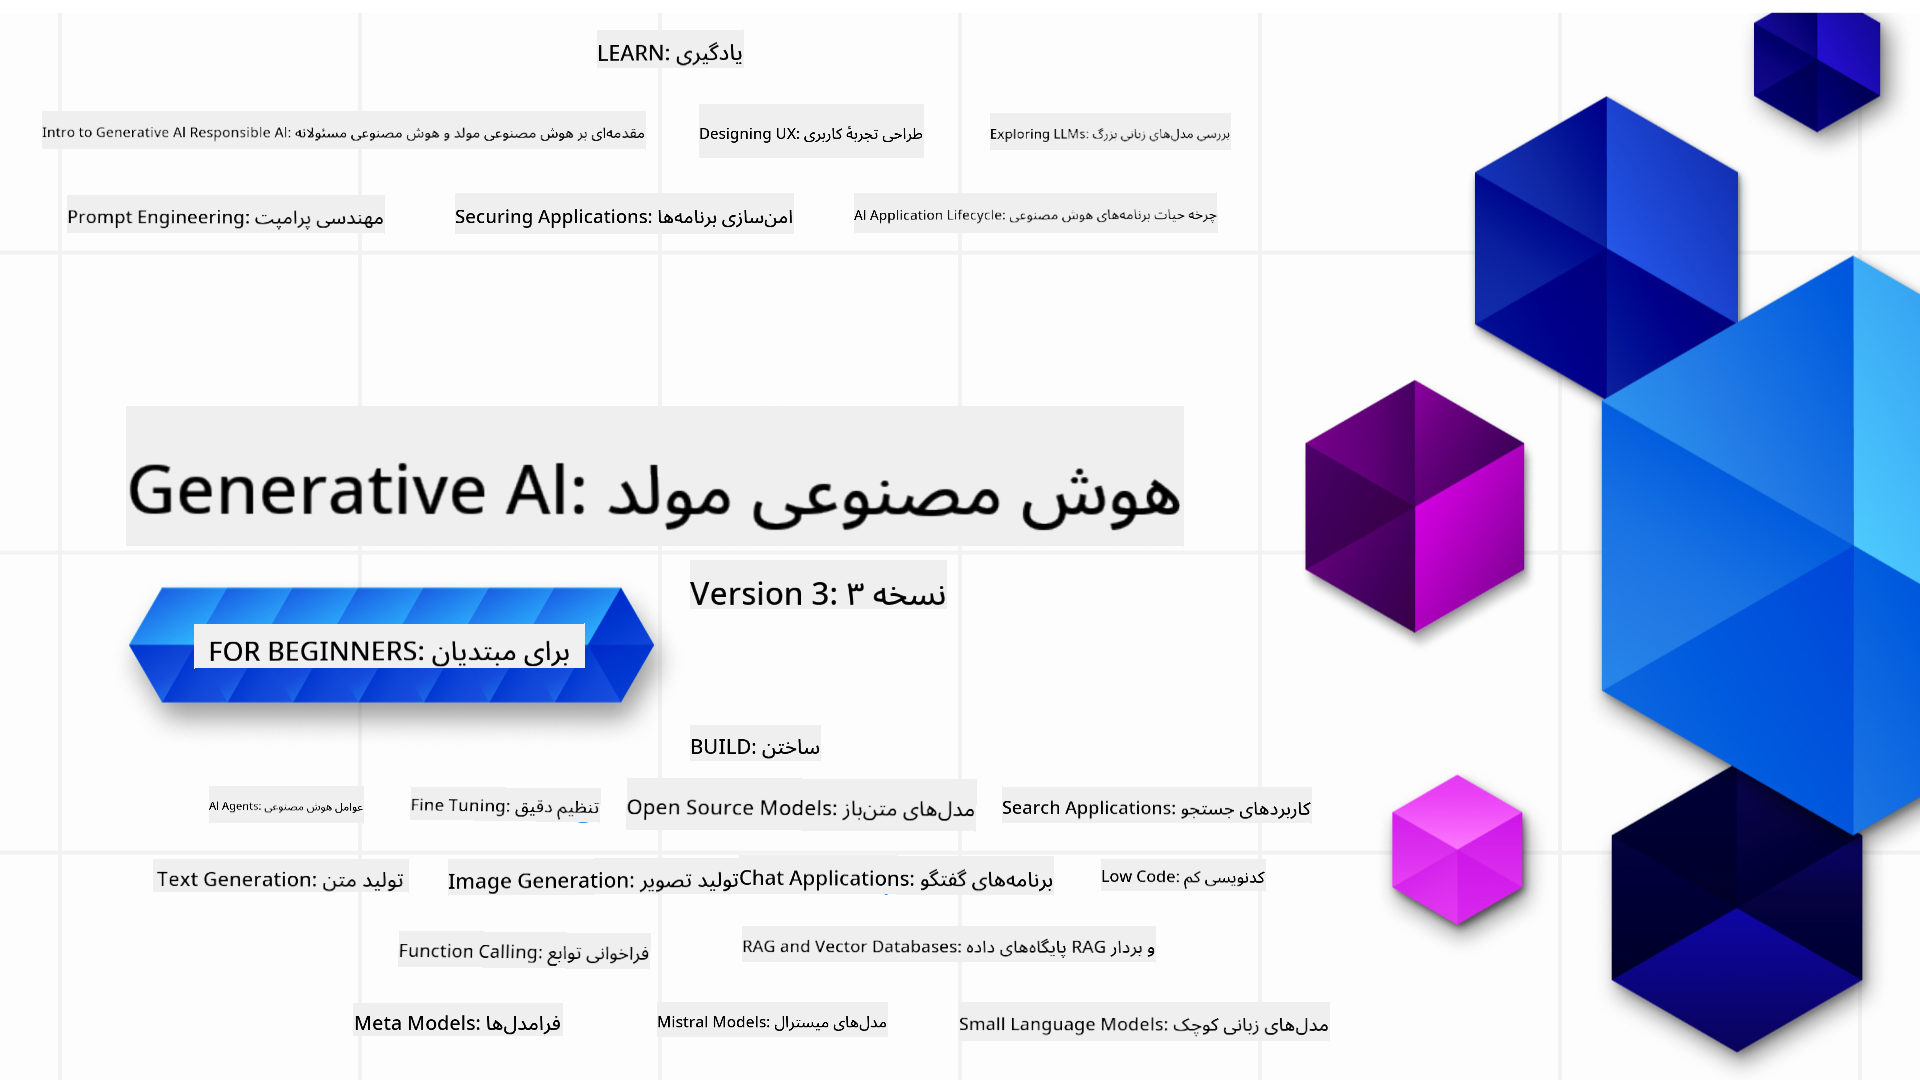 LEARN: یادگیری
Intro to Generative AI Responsible AI: مقدمه‌ای بر هوش مصنوعی مولد و هوش مصنوعی مسئولانه
Designing UX: طراحی تجربهٔ کاربری
Exploring LLMs: بررسی مدل‌های زبانی بزرگ
Prompt Engineering: مهندسی پرامپت
Securing Applications: امن‌سازی برنامه‌ها
AI Application Lifecycle: چرخه حیات برنامه‌های هوش مصنوعی
Generative AI: هوش مصنوعی مولد
Version 3: نسخه ۳
FOR BEGINNERS: برای مبتدیان
BUILD: ساختن
AI Agents: عوامل هوش مصنوعی
Fine Tuning: تنظیم دقیق
Open Source Models: مدل‌های متن‌باز
Search Applications: کاربردهای جستجو
Text Generation: تولید متن
Image Generation: تولید تصویر
Chat Applications: برنامه‌های گفتگو
Low Code: کدنویسی کم
Function Calling: فراخوانی توابع
RAG and Vector Databases: پایگاه‌های داده RAG و بردار
Meta Models: فرامدل‌ها
Mistral Models: مدل‌های میسترال
Small Language Models: مدل‌های زبانی کوچک